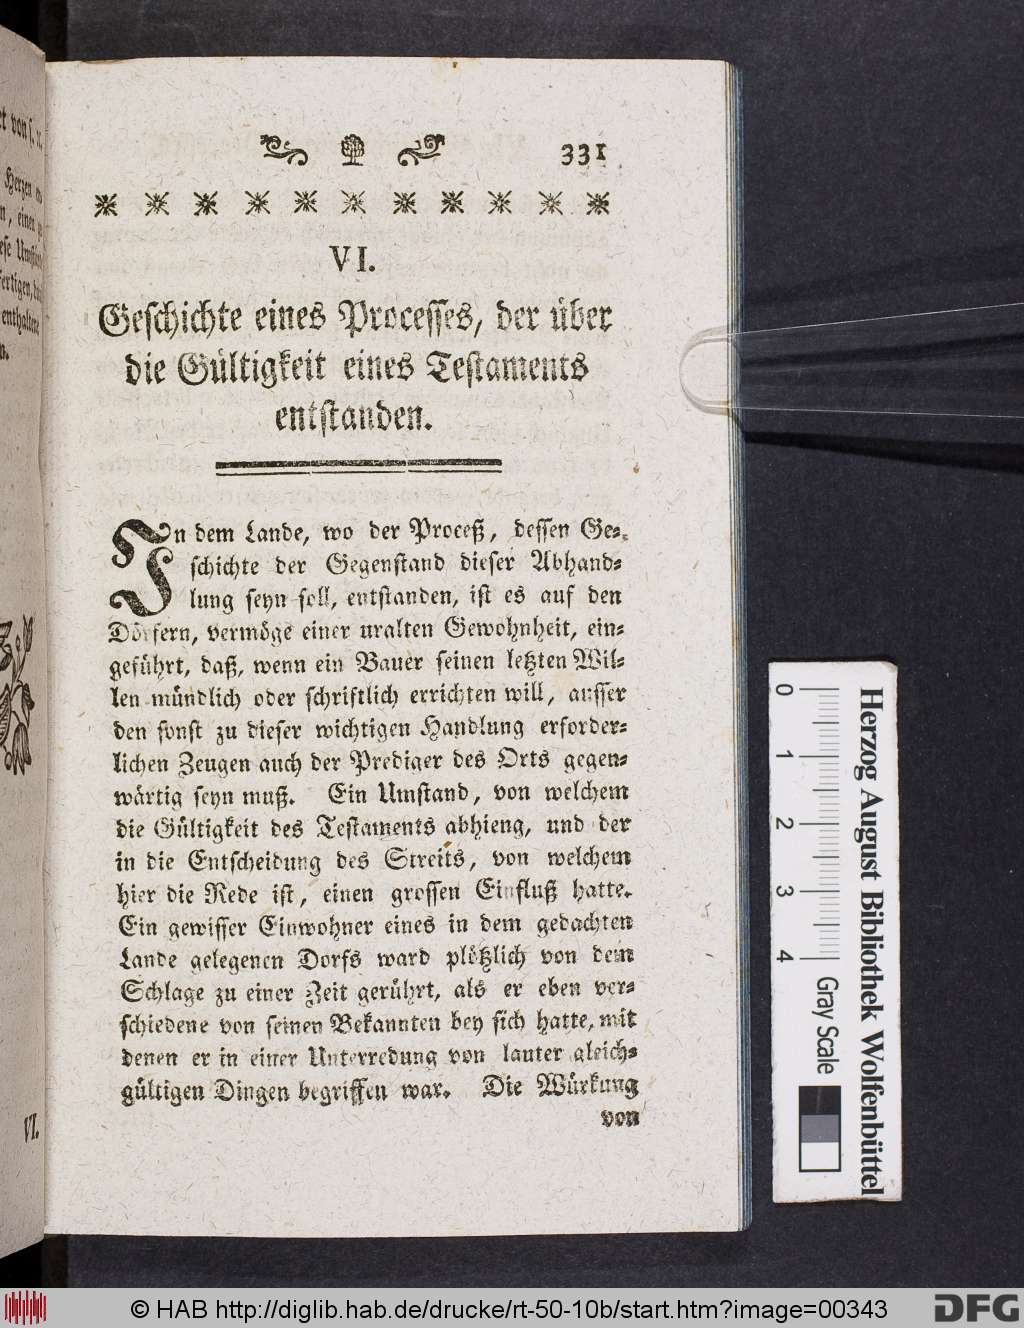 331
VI.
Geschichte eines Processes, der über
die Gültigkeit eines Testaments
entstanden.
In dem Lande, wo der Proceß, dessen Ge-
schichte der Gegenstand dieser Abhand-
lung seyn soll, entstanden, ist es auf den
Dörfern, vermöge einer uralten Gewohnheit, ein-
geführt, daß, wenn ein Bauer seinen letzten Wil-
len mündlich oder schriftlich errichten will, ausser
den sonst zu dieser wichtigen Handlung erforder-
lichen Zeugen auch der Prediger des Orts gegen-
wärtig seyn muß. Ein Umstand, von welchem
die Gültigkeit des Testaments abhieng, und der
in die Entscheidung des Streits, von welchem
hier die Rede ist, einen grossen Einfluß hatte.
Ein gewisser Einwohner eines in dem gedachten
Lande gelegenen Dorfs ward plötzlich von dem
Schlage zu einer Zeit gerührt, als er eben ver-
schiedene von seinen Bekannten bey sich hatte, mit
denen er in einer Unterredung von lauter gleich-
gültigen Dingen begriffen war. Die Würkung
von
von s.
Herzen
einen
Umstand
fertigen,
enthaltene
VI.
0 1 2 3 4
Herzog August Bibliothek Wolfenbüttel
Gray Scale
© HAB http://diglib.hab.de/drucke/rt-50-10b/start.htm?image=00343
DFG